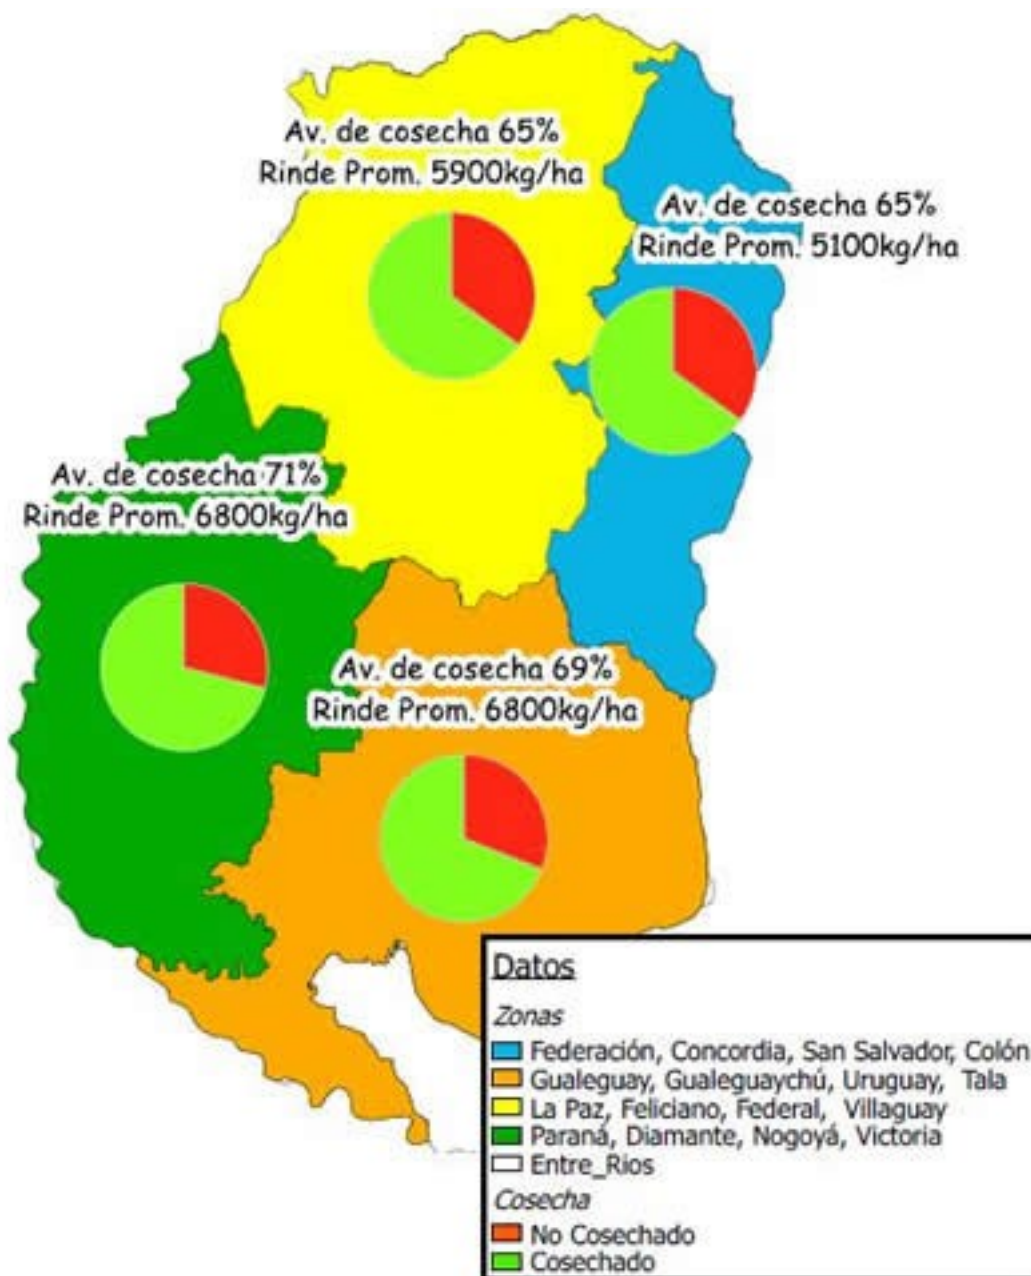 Av. de cosecha 65%
Rinde Prom. 5900kg/ha
Av. de cosecha 65%
Rinde Prom. 5100kg/ha
Av. de cosecha 71%
Rinde Prom. 6800kg/ha
Av. de cosecha 69%
Rinde Prom. 6800kg/ha
Datos
Zonas
Federación, Concordia, San Salvador, Colón
Gualeguay, Gualeguaychú, Uruguay, Tala
La Paz, Feliciano, Federal, Villaguay
Paraná, Diamante, Nogoyá, Victoria
Entre_Rios
Cosecha
No Cosechado
Cosechado